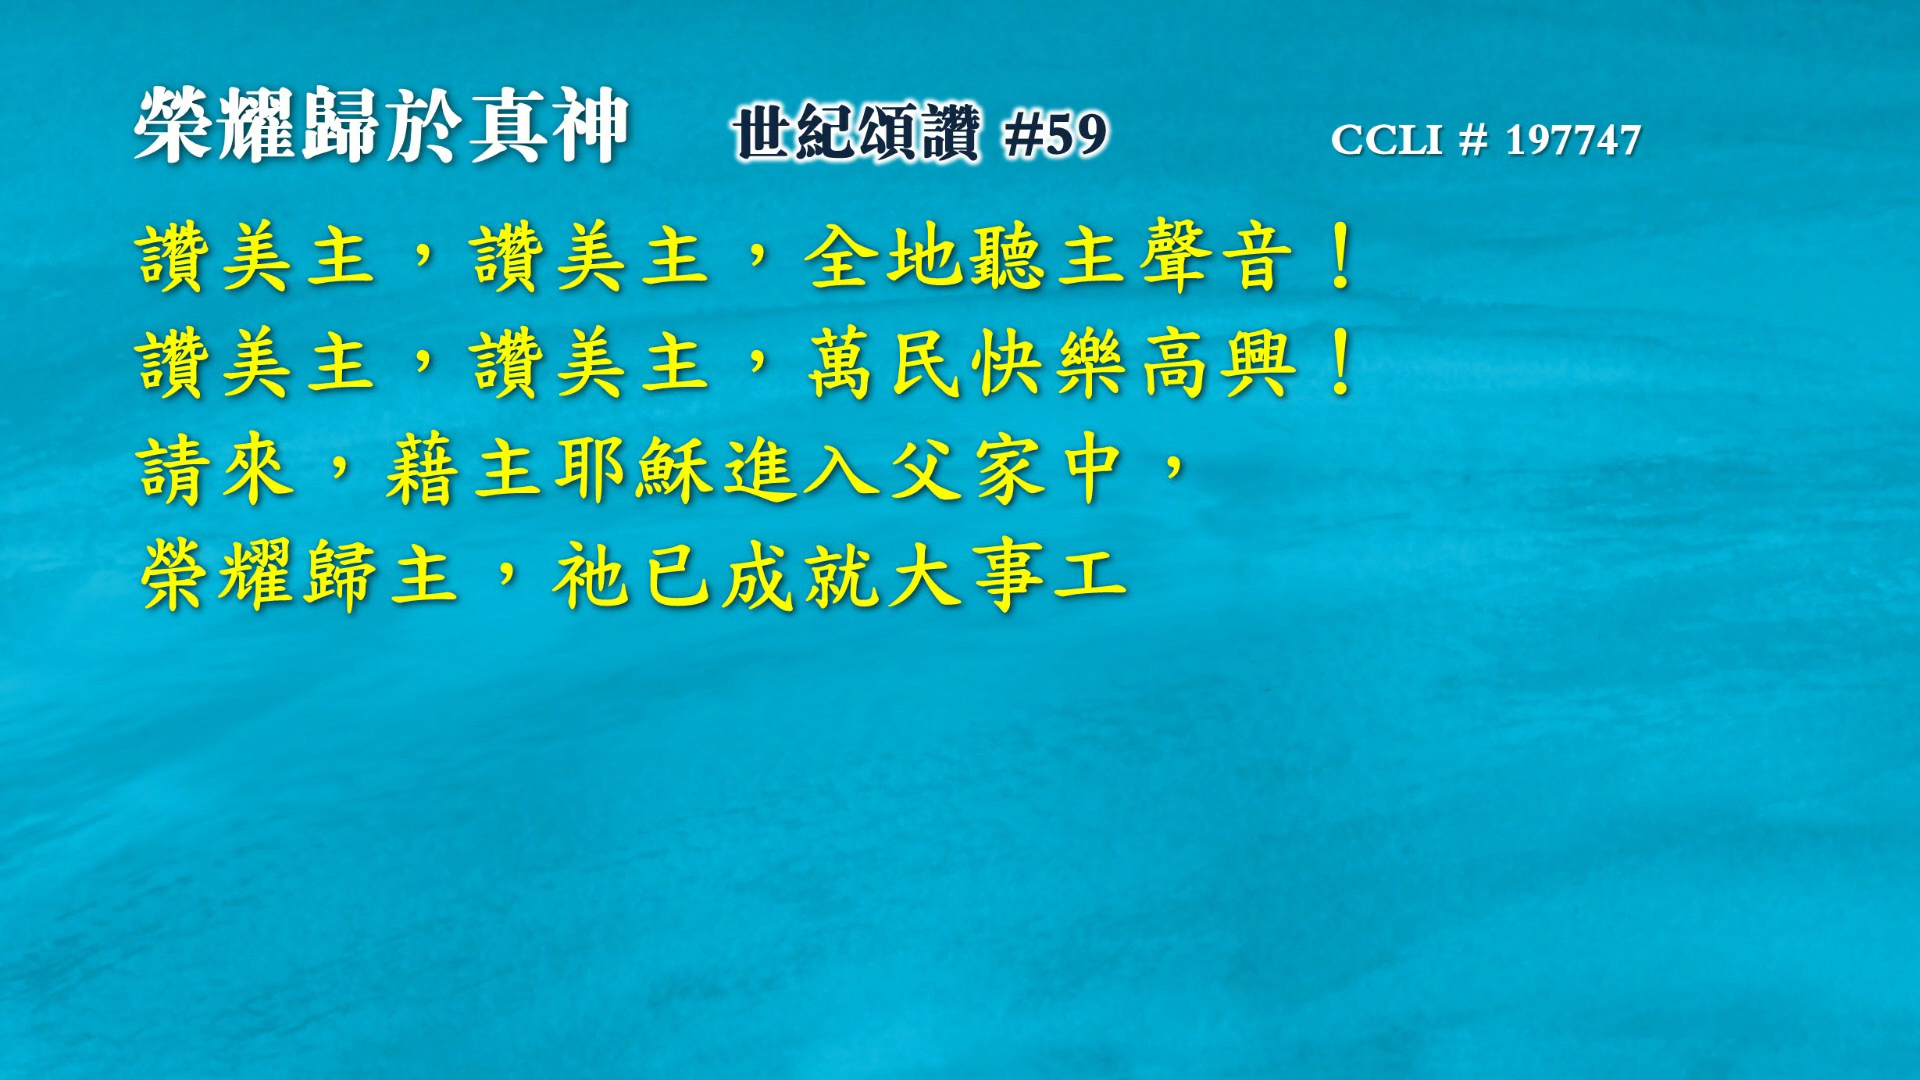 榮耀歸於真神 世紀頌讚 #59 CCLI # 197747
讚美主，讚美主，全地聽主聲音！
讚美主，讚美主，萬民快樂高興！
請來，藉主耶穌進入父家中，
榮耀歸主，祂已成就大事工